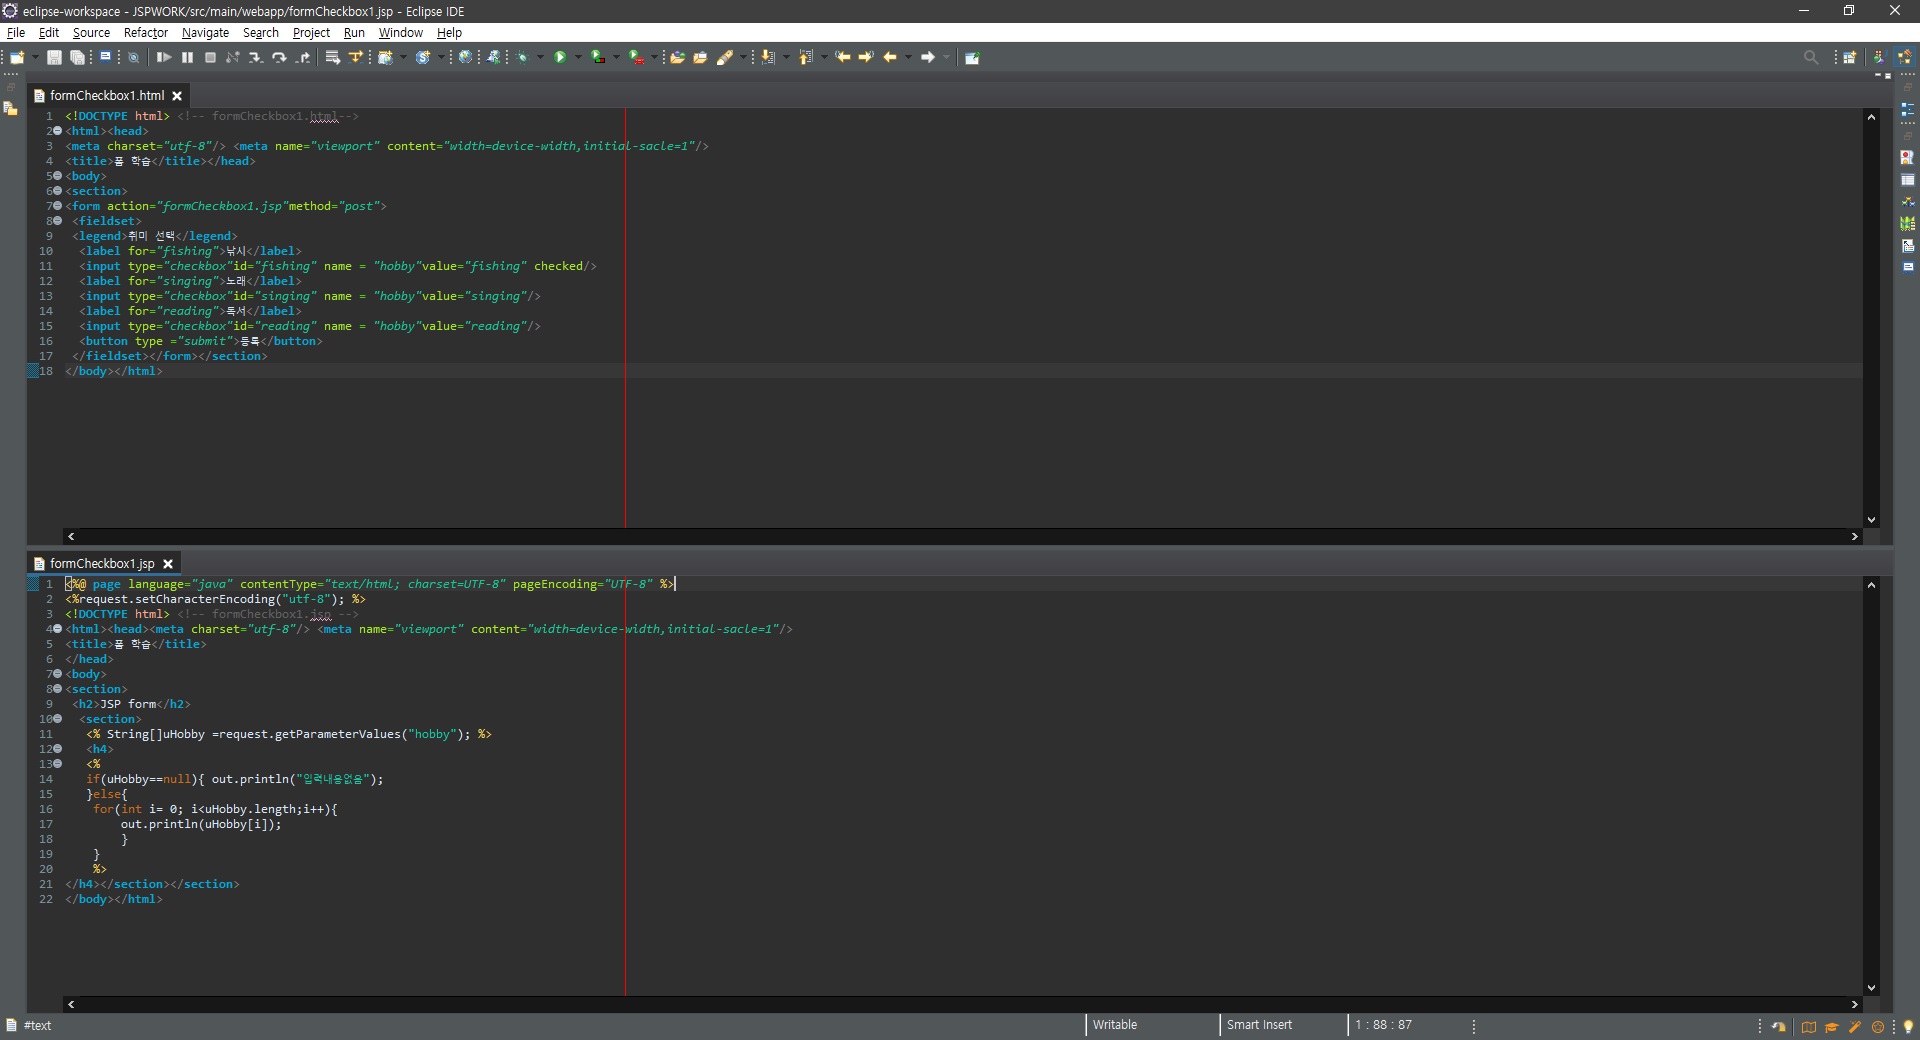 eclipse-workspace - JSPWORK/src/main/webapp/formCheckbox1.jsp - Eclipse IDE
File Edit Source Refactor Navigate Search Project Run Window Help
formCheckbox1.html
1 <!DOCTYPE html> <!-- formCheckbox1.html-->
2 <html><head>
3 <meta charset="utf-8"/> <meta name="viewport" content="width=device-width,initial-sacle=1"/>
4 <title>폼 학습</title></head>
5 <body>
6 <section>
7 <form action="formCheckbox1.jsp"method="post">
8 <fieldset>
9 <legend>취미 선택</legend>
10 <label for="fishing">낚시</label>
11 <input type="checkbox"id="fishing" name = "hobby"value="fishing" checked/>
12 <label for="singing">노래</label>
13 <input type="checkbox"id="singing" name = "hobby"value="singing"/>
14 <label for="reading">독서</label>
15 <input type="checkbox"id="reading" name = "hobby"value="reading"/>
16 <button type ="submit">등록</button>
17 </fieldset></form></section>
18 </body></html>
formCheckbox1.jsp
1 <%@ page language="java" contentType="text/html; charset=UTF-8" pageEncoding="UTF-8" %>
2 <%request.setCharacterEncoding("utf-8"); %>
3 <!DOCTYPE html> <!-- formCheckbox1.jsp -->
4 <html><head><meta charset="utf-8"/> <meta name="viewport" content="width=device-width,initial-sacle=1"/>
5 <title>폼 학습</title>
6 </head>
7 <body>
8 <section>
9 <h2>JSP form</h2>
10 <section>
11 <% String[]uHobby =request.getParameterValues("hobby"); %>
12 <h4>
13 <%
14 if(uHobby==null){ out.println("입력내용없음");
15 }else{
16 for(int i= 0; i<uHobby.length;i++){
17 out.println(uHobby[i]);
18 }
19 }
20 %>
21 </h4></section></section>
22 </body></html>
#text Writable Smart Insert 1 : 88 : 87